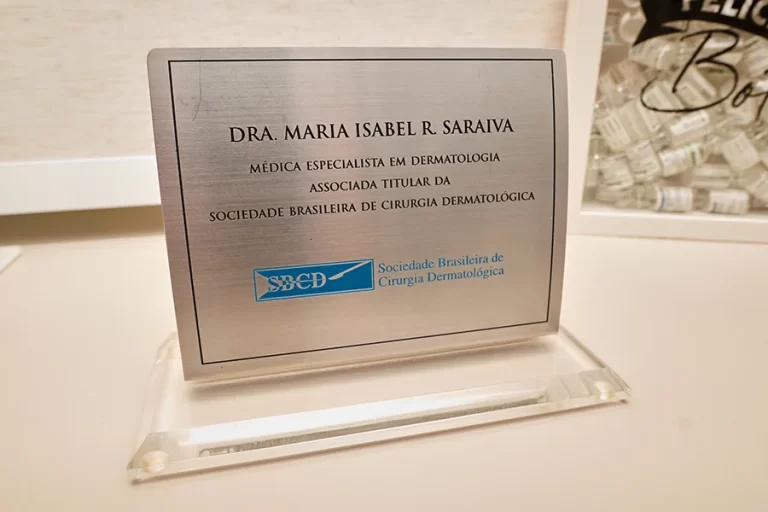 DRA. MARIA ISABEL R. SARAIVA
MÉDICA ESPECIALISTA EM DERMATOLOGIA
ASSOCIADA TITULAR DA
SOCIEDADE BRASILEIRA DE CIRURGIA DERMATOLÓGICA
SBCD
Sociedade Brasileira de
Cirurgia Dermatológica